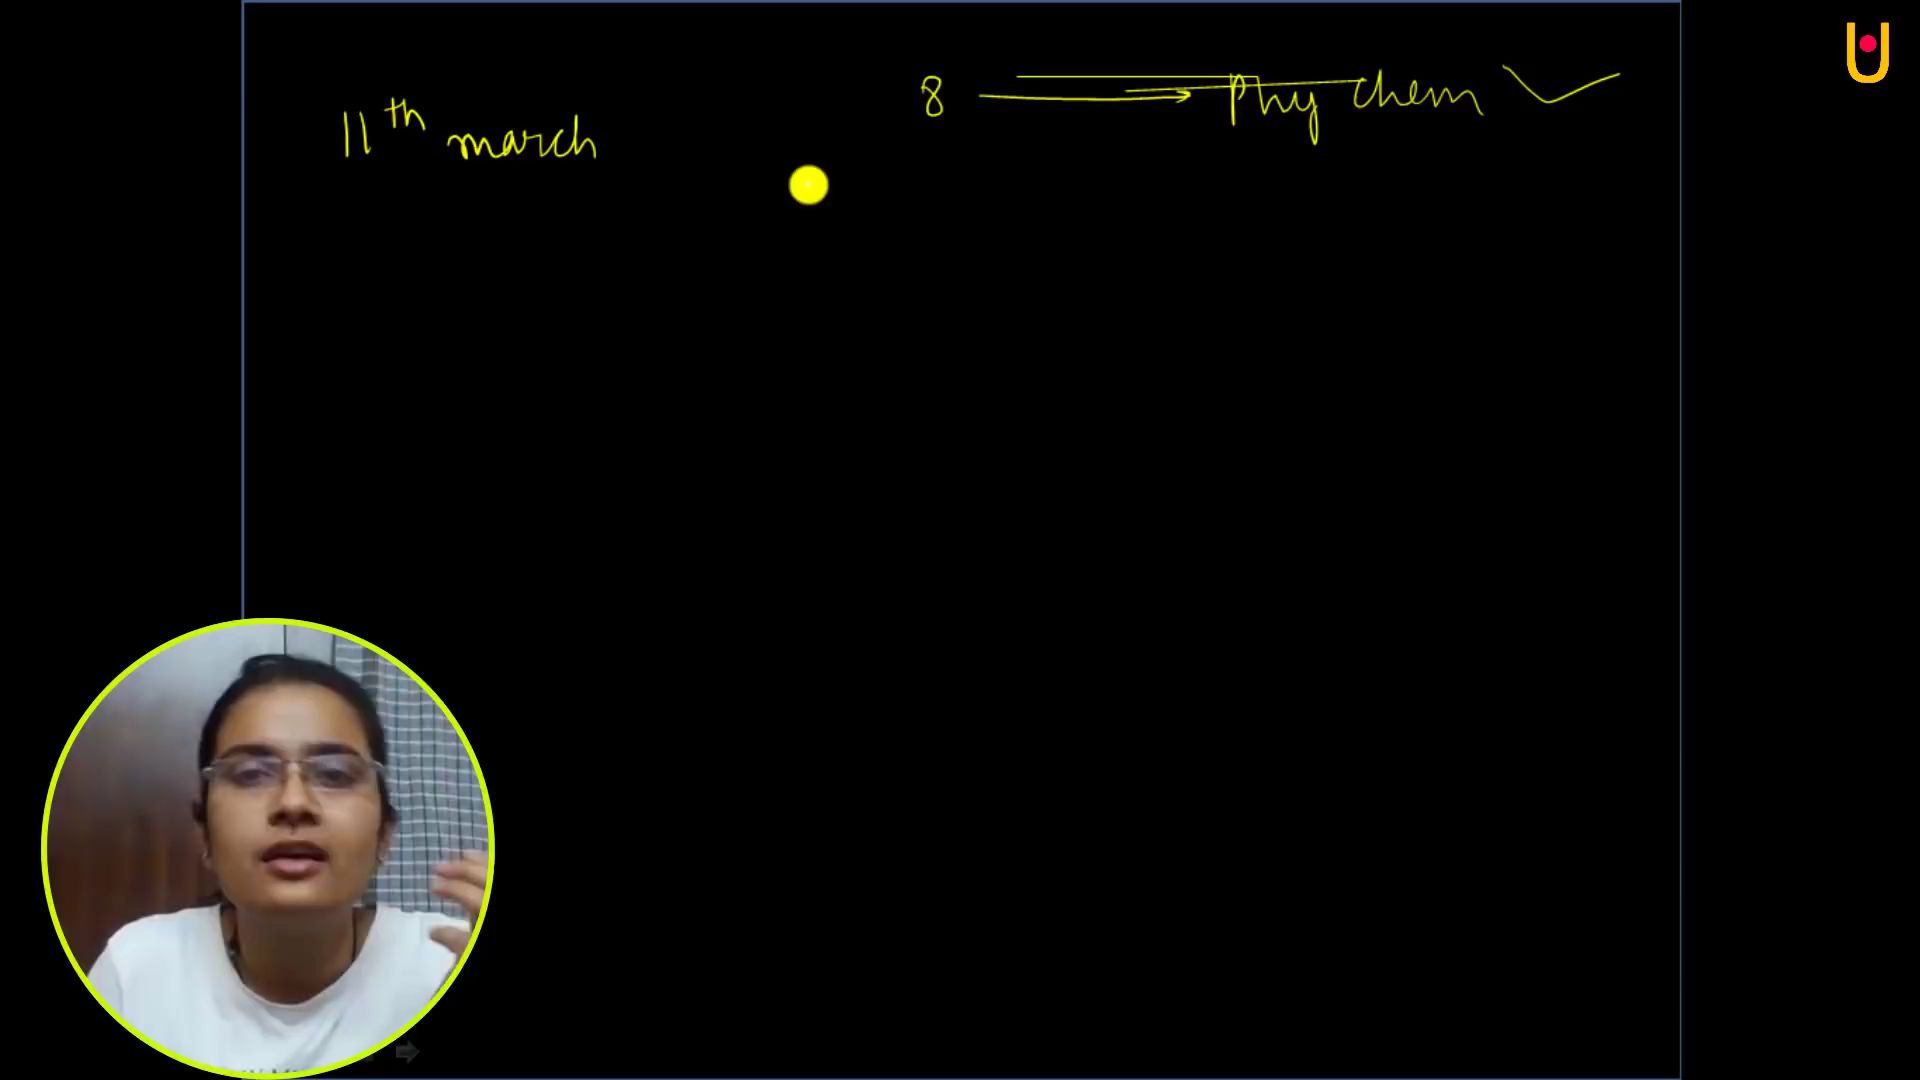 8 → Phy Chem ✓
11th march